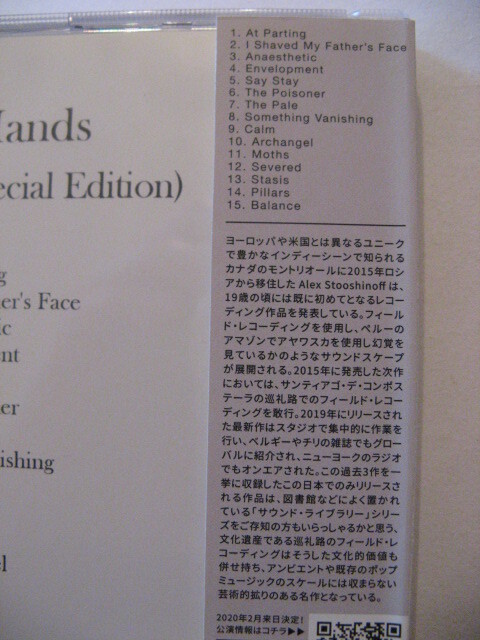 1. At Parting
2. I Shaved My Father's Face
3. Anaesthetic
4. Envelopment
5. Say Stay
6. The Poisoner
7. The Pale
8. Something Vanishing
9. Calm
10. Archangel
11. Moths
12. Severed
13. Stasis
14. Pillars
15. Balance
ヨーロッパや米国とは異なるユニーク
で豊かなインディーシーンで知られる
カナダのモントリオールに2015年ロシ
アから移住した Alex Stooshinoff は、
19歳の頃には既に初めてとなるレコー
ディング作品を発表している。フィール
ド・レコーディングを使用し、ペルーの
アマゾンでアヤワスカを使用し幻覚を
見ているかのようなサウンドスケープ
が展開される。2015年に発売した次作
においては、サンティアゴ・デ・コンポス
テーラの巡礼路でのフィールド・レコー
ディングを敢行。2019年にリリースされ
た最新作はスタジオで集中的に作業を
行い、ベルギーやチリの雑誌でもグロー
バルに紹介され、ニューヨークのラジオ
でもオンエアされた。この過去3作を一
挙に収録したこの日本でのみリリースさ
れる作品は、図書館などによく置かれ
ている「サウンド・ライブラリー」シリー
ズをご存知の方もいらっしゃるかと思う、
文化遺産である巡礼路のフィールド・レ
コーディングはそうした文化的価値も
併せ持ち、アンビエントや既存のポップ
ミュージックのスケールには収まらない
芸術的拡りのある名作となっている。
2020年2月来日決定!
公演情報はコチラ▶▶
Hands
ecial Edition)
g
er's Face
ic
ent
er
ishing
el